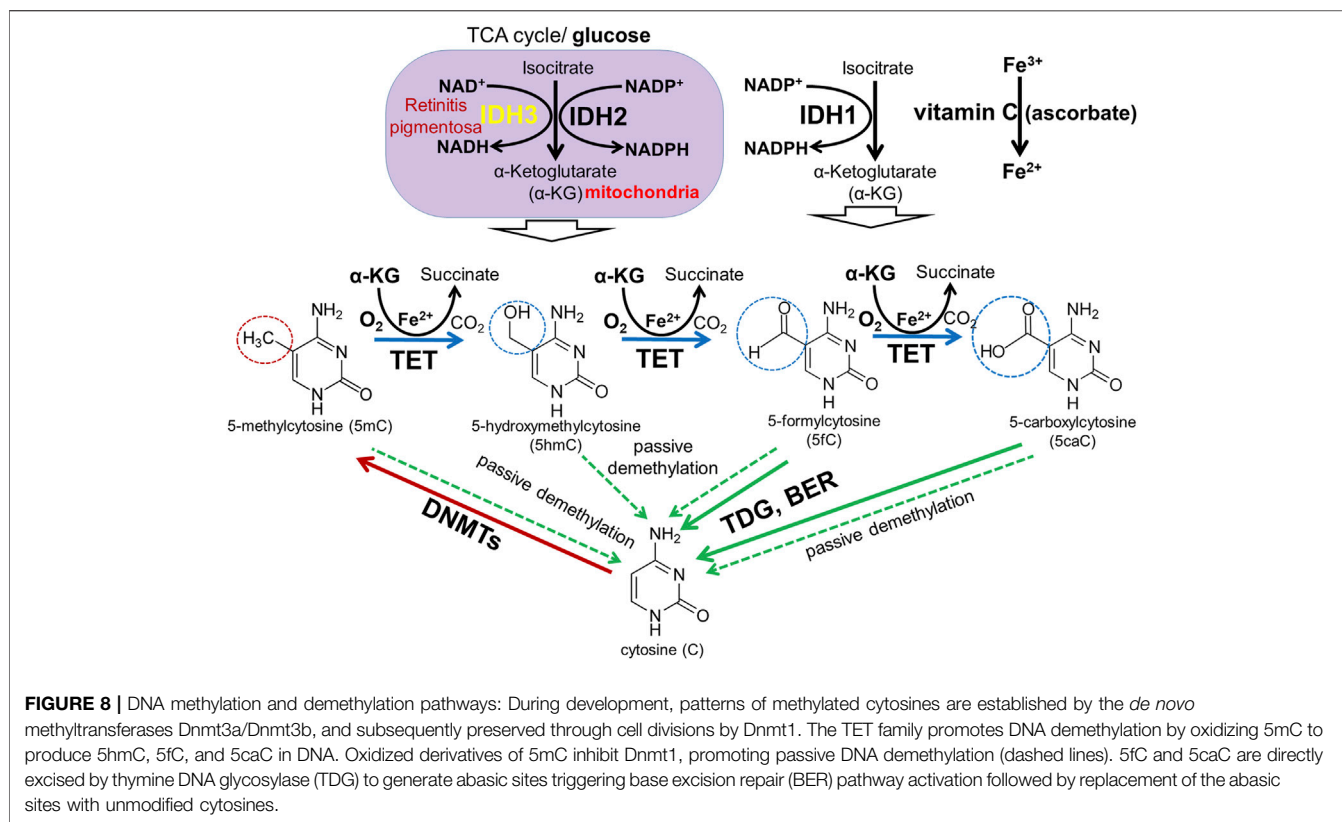 TCA cycle/ glucose
Isocitrate
NAD⁺
NADP⁺
Retinitis
pigmentosa
IDH3
IDH2
NADH
NADPH
α-Ketoglutarate
(α-KG) mitochondria
Isocitrate
NADP⁺
IDH1
NADPH
α-Ketoglutarate
(α-KG)
Fe³⁺
vitamin C (ascorbate)
Fe²⁺
α-KG
Succinate
O₂
Fe²⁺
CO₂
TET
α-KG
Succinate
O₂
Fe²⁺
CO₂
TET
α-KG
Succinate
O₂
Fe²⁺
CO₂
TET
H₃C
NH₂
N
N
H
O
5-methylcytosine (5mC)
OH
NH₂
N
N
H
O
5-hydroxymethylcytosine
(5hmC)
O
H
NH₂
N
N
H
O
5-formylcytosine
(5fC)
O
HO
NH₂
N
N
H
O
5-carboxylcytosine
(5caC)
passive demethylation
DNMTs
passive
demethylation
TDG, BER
passive demethylation
NH₂
N
N
H
O
cytosine (C)
FIGURE 8 | DNA methylation and demethylation pathways: During development, patterns of methylated cytosines are established by the de novo
methyltransferases Dnmt3a/Dnmt3b, and subsequently preserved through cell divisions by Dnmt1. The TET family promotes DNA demethylation by oxidizing 5mC to
produce 5hmC, 5fC, and 5caC in DNA. Oxidized derivatives of 5mC inhibit Dnmt1, promoting passive DNA demethylation (dashed lines). 5fC and 5caC are directly
excised by thymine DNA glycosylase (TDG) to generate abasic sites triggering base excision repair (BER) pathway activation followed by replacement of the abasic
sites with unmodified cytosines.